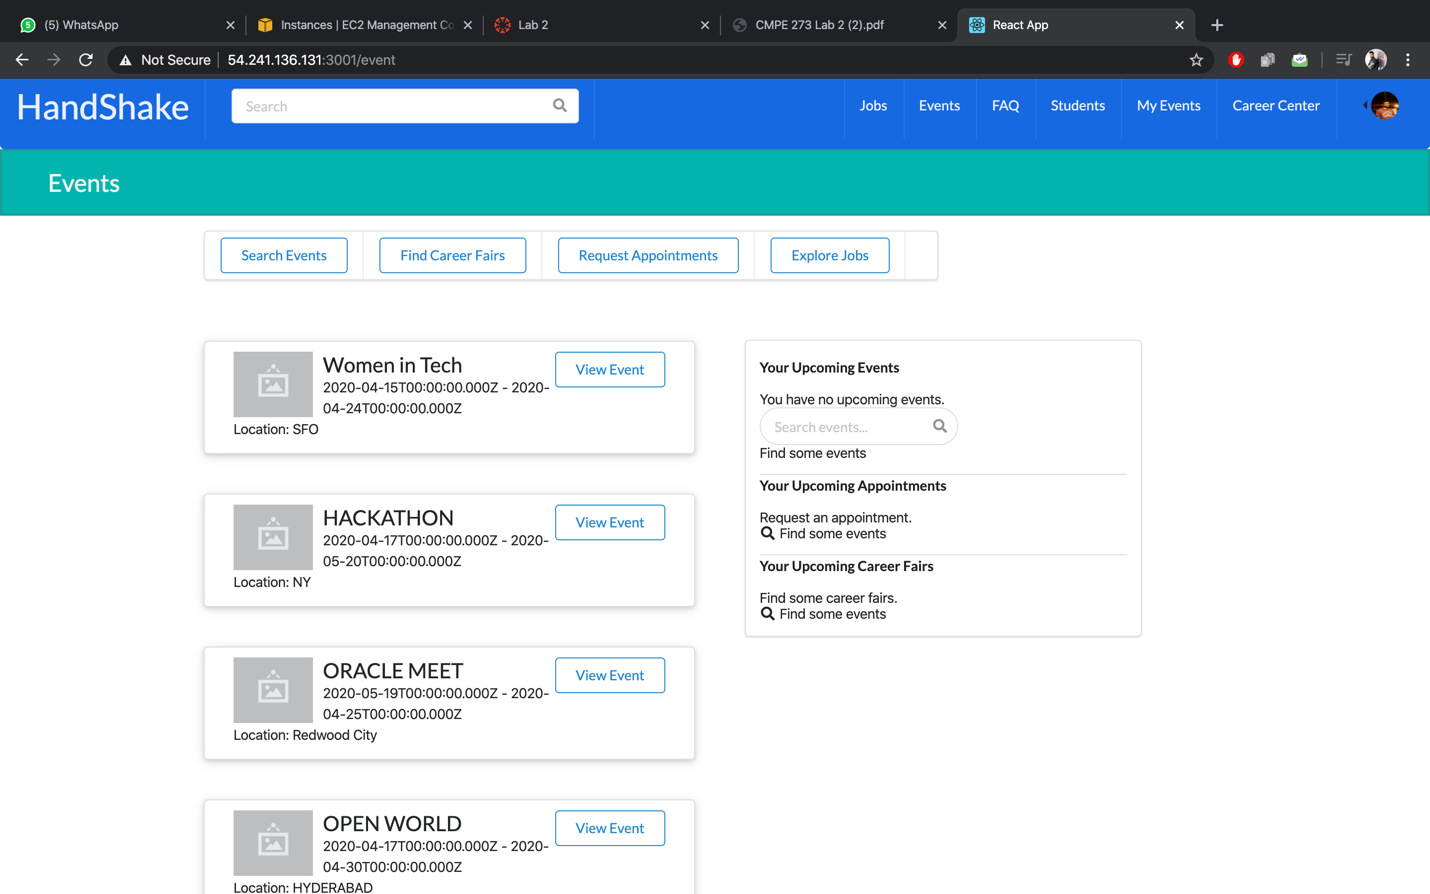 (5) WhatsApp
Instances | EC2 Management Co
Lab 2
CMPE 273 Lab 2 (2).pdf
React App
Not Secure
54.241.136.131:3001/event
HandShake
Search
Jobs
Events
FAQ
Students
My Events
Career Center
Events
Search Events
Find Career Fairs
Request Appointments
Explore Jobs
Women in Tech
2020-04-15T00:00:00.000Z - 2020-
04-24T00:00:00.000Z
Location: SFO
View Event
HACKATHON
2020-04-17T00:00:00.000Z - 2020-
05-20T00:00:00.000Z
Location: NY
View Event
ORACLE MEET
2020-05-19T00:00:00.000Z - 2020-
04-25T00:00:00.000Z
Location: Redwood City
View Event
OPEN WORLD
2020-04-17T00:00:00.000Z - 2020-
04-30T00:00:00.000Z
Location: HYDERABAD
View Event
Your Upcoming Events
You have no upcoming events.
Search events...
Find some events
Your Upcoming Appointments
Request an appointment.
Find some events
Your Upcoming Career Fairs
Find some career fairs.
Find some events